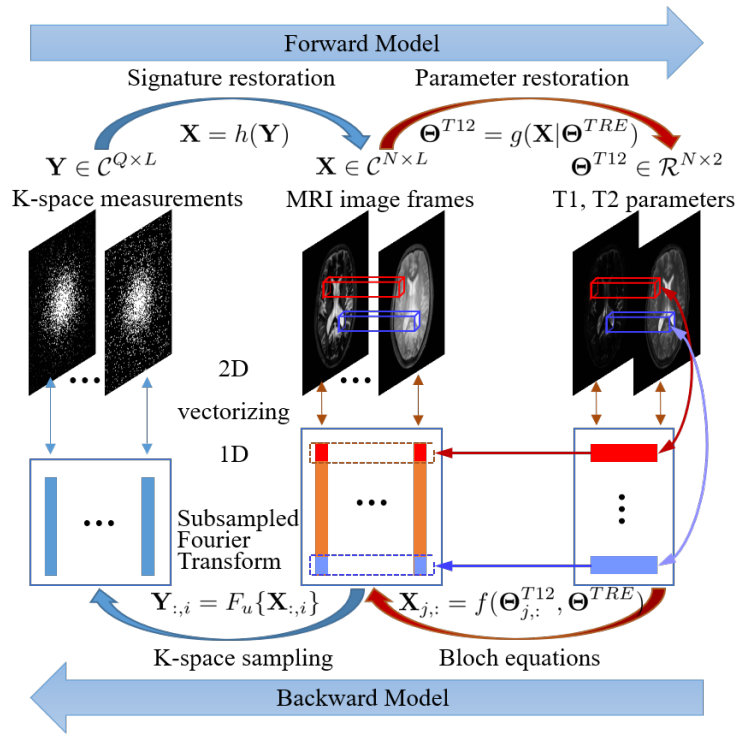 Forward Model
Signature restoration
Parameter restoration
𝐗 = h(𝐘)
𝚯^{T12} = g(𝐗|𝚯^{TRE})
𝐘 ∈ 𝒞^{Q×L}
𝐗 ∈ 𝒞^{N×L}
𝚯^{T12} ∈ ℛ^{N×2}
K-space measurements
MRI image frames
T1, T2 parameters
2D
vectorizing
1D
Subsampled
Fourier
Transform
𝐘_{:,i} = F_u{𝐗_{:,i}}
𝐗_{j,:} = f(𝚯^{T12}_{j,:}, 𝚯^{TRE})
K-space sampling
Bloch equations
Backward Model